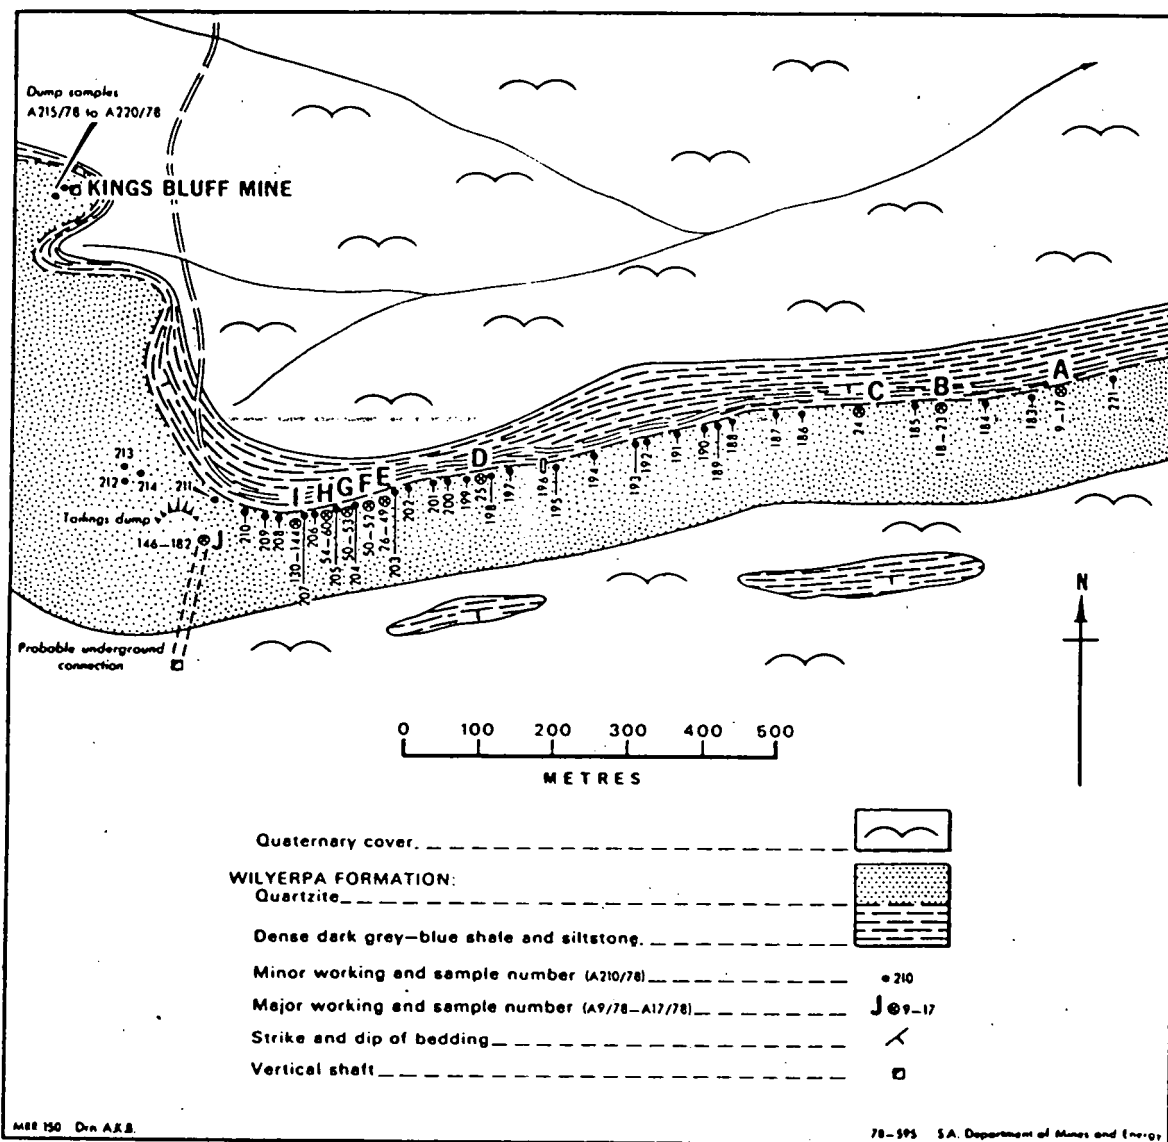 Dump samples
A215/78 to A220/78
KINGS BLUFF MINE
A
B
C
221
9-17
183
184
18-23
185
24
186
187
188
189
190
191
192
193
194
D
195
196
197
198
25
199
200
201
202
E
F
G
H
I
203
26-49
50-57
204
50-53
205
54-60
206
207
130-144
208
209
210
211
213
212
214
Tailings dump
146-182
J
Probable underground
connection
N
0 100 200 300 400 500
METRES
Quaternary cover
WILYERPA FORMATION:
Quartzite
Dense dark grey-blue shale and siltstone
Minor working and sample number (A210/78)
210
Major working and sample number (A9/78-A17/78)
J 9-17
Strike and dip of bedding
Vertical shaft
MRR 150 Drn A.K.B.
78-595 S.A. Department of Mines and Energy